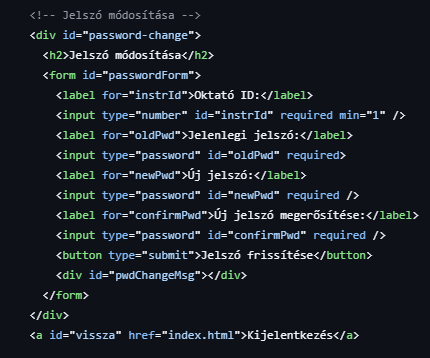 <!-- Jelszó módosítása -->
<div id="password-change">
<h2>Jelszó módosítása</h2>
<form id="passwordForm">
<label for="instrId">Oktató ID:</label>
<input type="number" id="instrId" required min="1" />
<label for="oldPwd">Jelenlegi jelszó:</label>
<input type="password" id="oldPwd" required>
<label for="newPwd">Új jelszó:</label>
<input type="password" id="newPwd" required />
<label for="confirmPwd">Új jelszó megerősítése:</label>
<input type="password" id="confirmPwd" required />
<button type="submit">Jelszó frissítése</button>
<div id="pwdChangeMsg"></div>
</form>
</div>
<a id="vissza" href="index.html">Kijelentkezés</a>